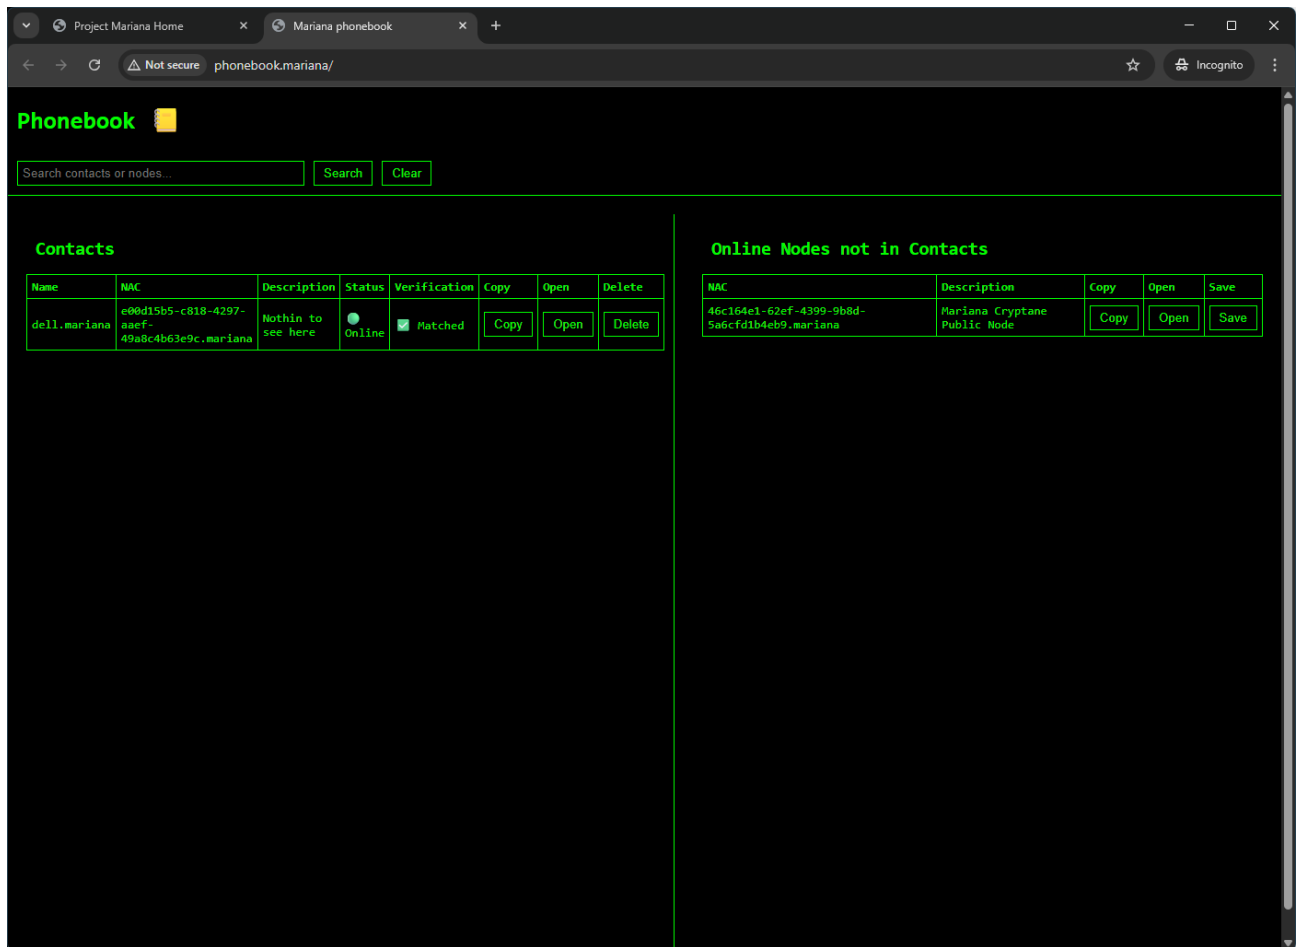 Project Mariana Home
Mariana phonebook
Not secure
phonebook.mariana/
Incognito
Phonebook
Search contacts or nodes...
Search
Clear
Contacts
Name NAC Description Status Verification Copy Open Delete
dell.mariana
e00d15b5-c818-4297-
aaef-
49a8c4b63e9c.mariana
Nothin to
see here
Online
Matched
Copy
Open
Delete
Online Nodes not in Contacts
NAC Description Copy Open Save
46c164e1-62ef-4399-9b8d-
5a6cfd1b4eb9.mariana
Mariana Cryptane
Public Node
Copy
Open
Save